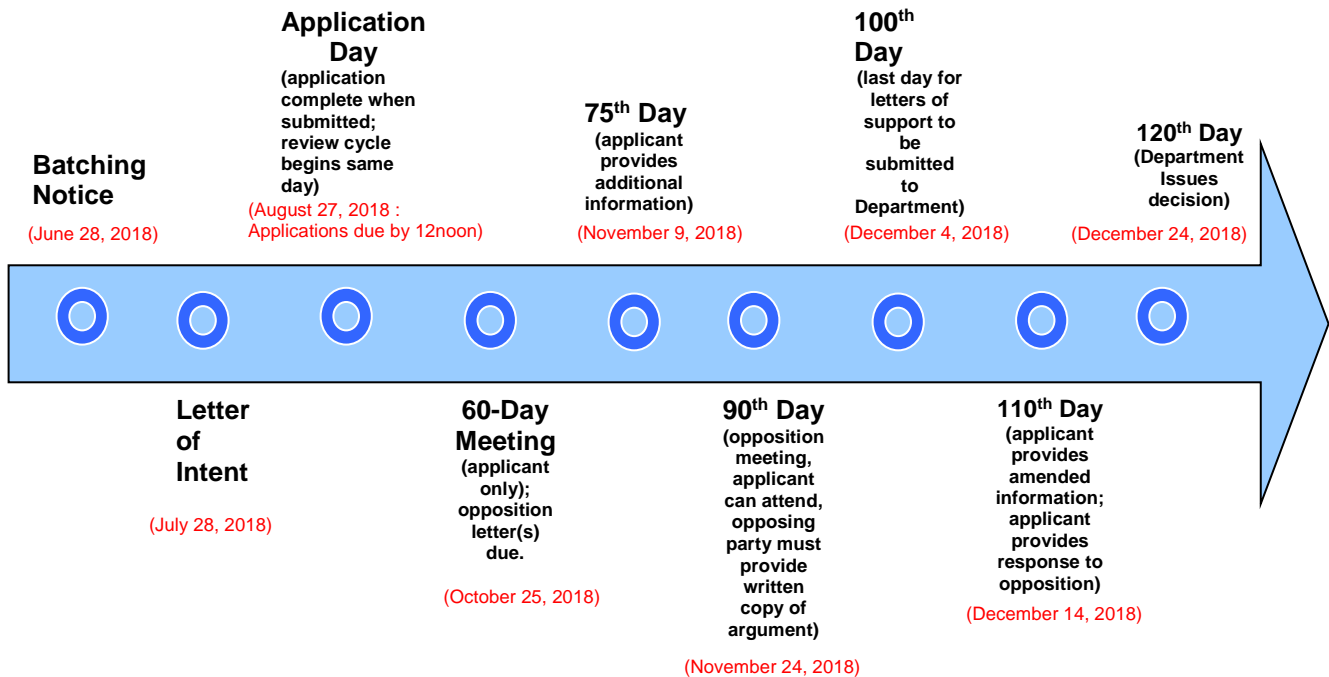 Batching
Notice
(June 28, 2018)
Letter
of
Intent
(July 28, 2018)
Application
Day
(application
complete when
submitted;
review cycle
begins same
day)
(August 27, 2018 :
Applications due by 12noon)
60-Day
Meeting
(applicant
only);
opposition
letter(s)
due.
(October 25, 2018)
75th Day
(applicant
provides
additional
information)
(November 9, 2018)
90th Day
(opposition
meeting,
applicant
can attend,
opposing
party must
provide
written
copy of
argument)
(November 24, 2018)
100th
Day
(last day for
letters of
support to
be
submitted
to
Department)
(December 4, 2018)
110th Day
(applicant
provides
amended
information;
applicant
provides
response to
opposition)
(December 14, 2018)
120th Day
(Department
Issues
decision)
(December 24, 2018)